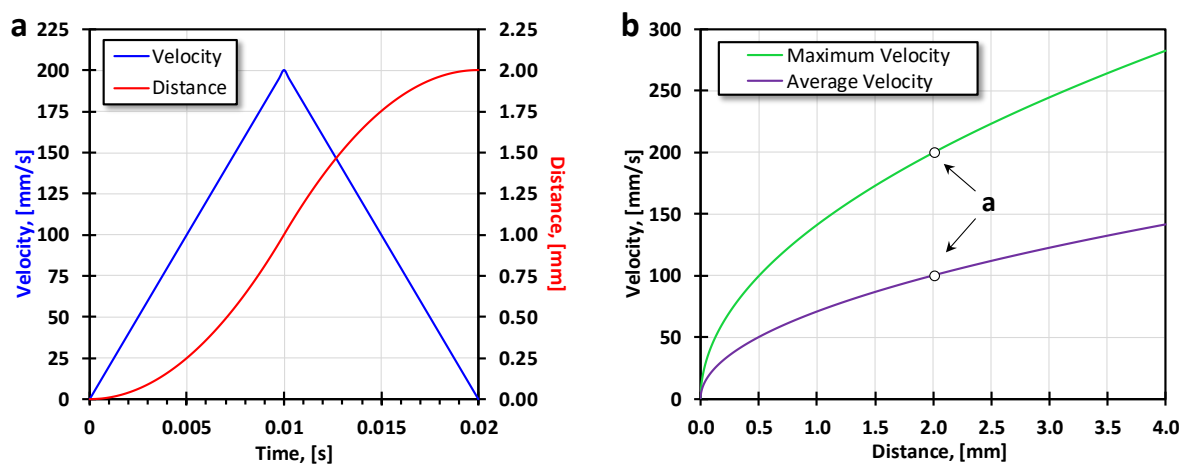 a
Velocity
Distance
225
200
175
150
125
100
75
50
25
0
Velocity, [mm/s]
2.25
2.00
1.75
1.50
1.25
1.00
0.75
0.50
0.25
0.00
Distance, [mm]
0 0.005 0.01 0.015 0.02
Time, [s]
b
Maximum Velocity
Average Velocity
300
250
200
150
100
50
0
Velocity, [mm/s]
a
0.0 0.5 1.0 1.5 2.0 2.5 3.0 3.5 4.0
Distance, [mm]